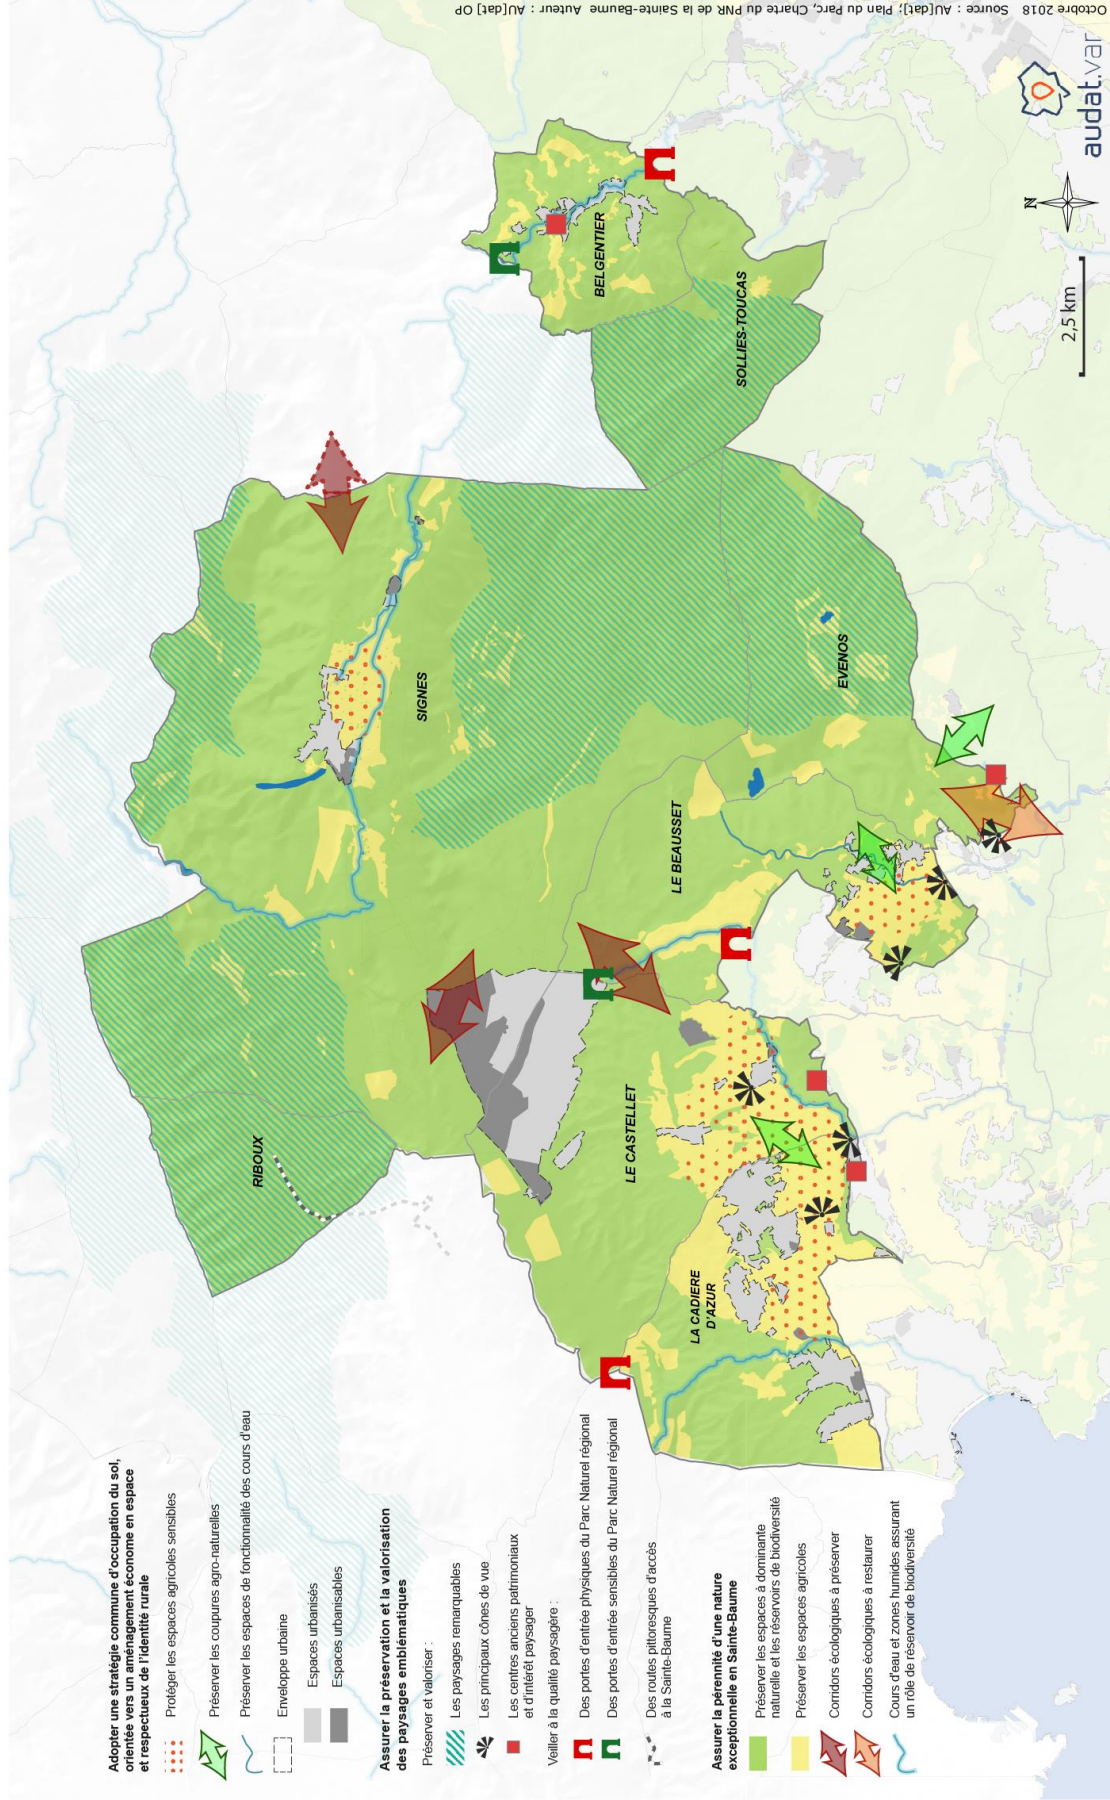 Adopter une stratégie commune d'occupation du sol,
orientée vers un aménagement économe en espace
et respectueux de l'identité rurale
Protéger les espaces agricoles sensibles
Préserver les coupures agro-naturelles
Préserver les espaces de fonctionnalité des cours d'eau
Enveloppe urbaine
Espaces urbanisés
Espaces urbanisables
Assurer la préservation et la valorisation
des paysages emblématiques
Préserver et valoriser :
Les paysages remarquables
Les principaux cônes de vue
Les centres anciens patrimoniaux
et d'intérêt paysager
Veiller à la qualité paysagère :
Des portes d'entrée physiques du Parc Naturel régional
Des portes d'entrée sensibles du Parc Naturel régional
Des routes pittoresques d'accès
à la Sainte-Baume
Assurer la pérennité d'une nature
exceptionnelle en Sainte-Baume
Préserver les espaces à dominante
naturelle et les réservoirs de biodiversité
Préserver les espaces agricoles
Corridors écologiques à préserver
Corridors écologiques à restaurer
Cours d'eau et zones humides assurant
un rôle de réservoir de biodiversité
RIBOUX
SIGNES
LE CASTELLET
LE BEAUSSET
LA CADIERE
D'AZUR
EVENOS
BELGENTIER
SOLLIES-TOUCAS
N
2,5 km
audat.var
Octobre 2018 Source : AU[dat]; Plan du Parc, Charte du PNR de la Sainte-Baume Auteur : AU[dat] OP